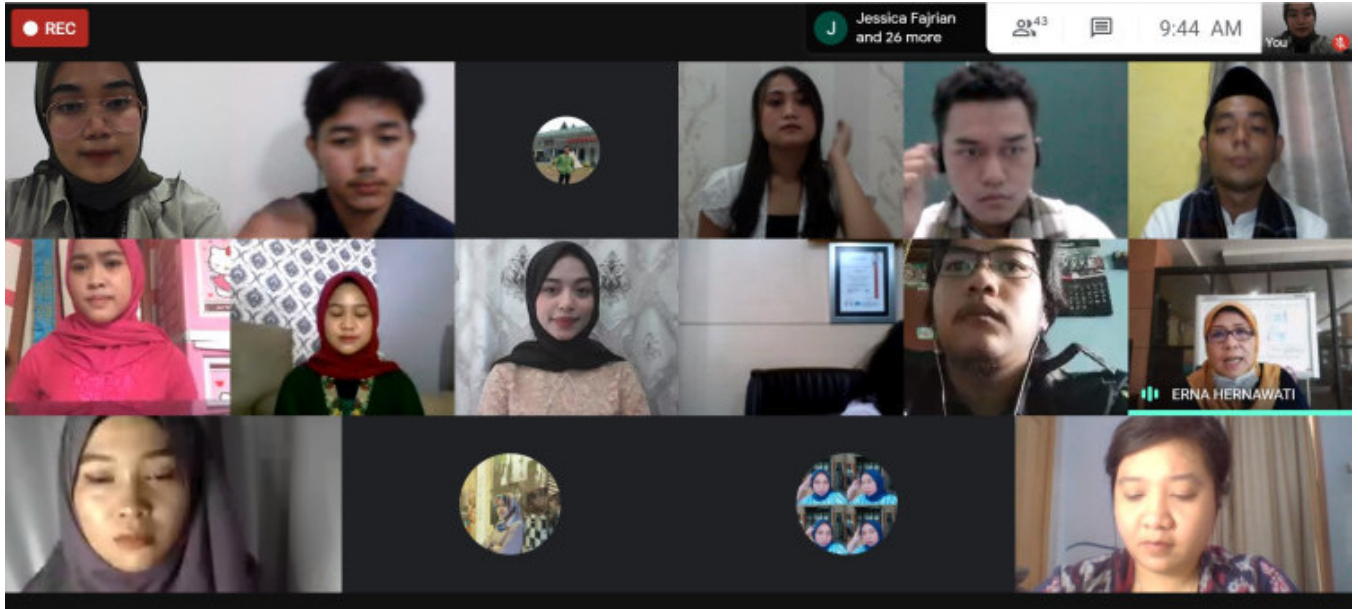 REC
J
Jessica Fajrian
and 26 more
43
9:44 AM
You
ERNA HERNAWATI